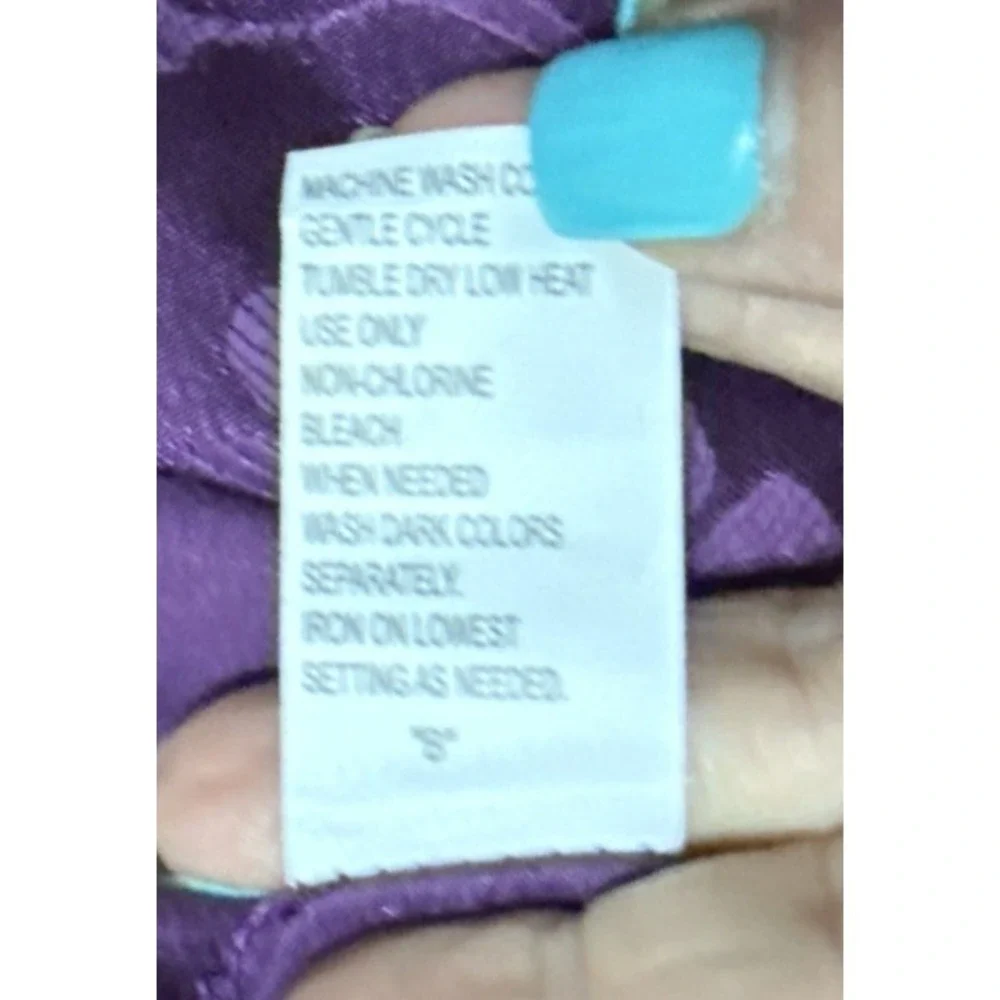 MACHINE WASH CO
GENTLE CYCLE
TUMBLE DRY LOW HEAT
USE ONLY
NON-CHLORINE
BLEACH
WHEN NEEDED
WASH DARK COLORS
SEPARATELY.
IRON ON LOWEST
SETTING AS NEEDED.
"S"